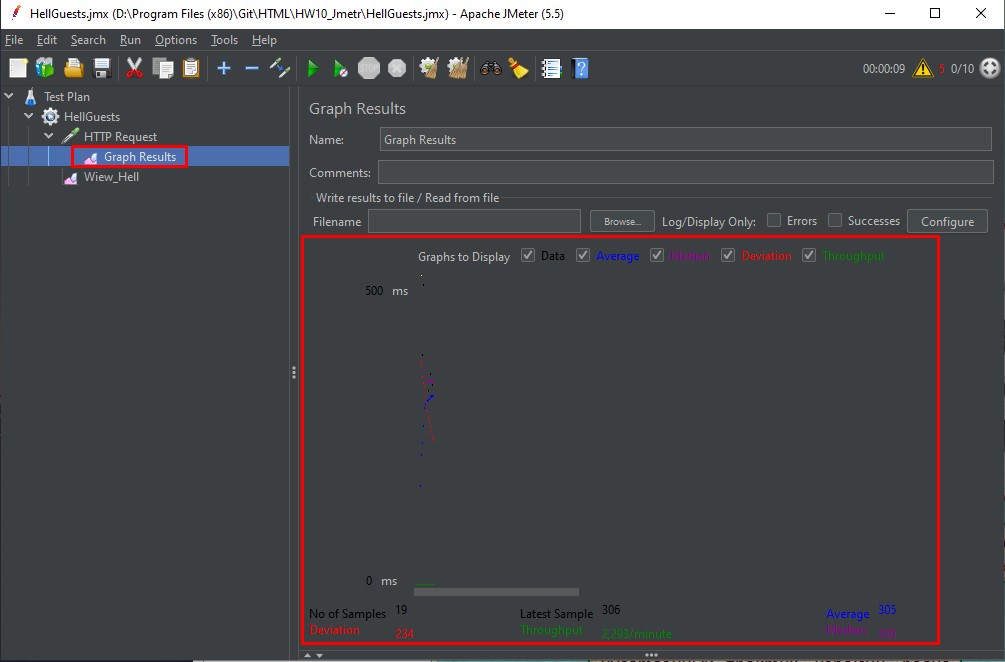 HellGuests.jmx (D:\Program Files (x86)\Git\HTML\HW10_Jmetr\HellGuests.jmx) - Apache JMeter (5.5)
File Edit Search Run Options Tools Help
STOP
00:00:09 5 0/10
Test Plan
HellGuests
HTTP Request
Graph Results
Wiew_Hell
Graph Results
Name: Graph Results
Comments:
Write results to file / Read from file
Filename Browse... Log/Display Only: Errors Successes Configure
Graphs to Display Data Average Median Deviation Throughput
500 ms
0 ms
No of Samples 19 Latest Sample 306 Average 305
Deviation 234 Throughput 2,293/minute Median